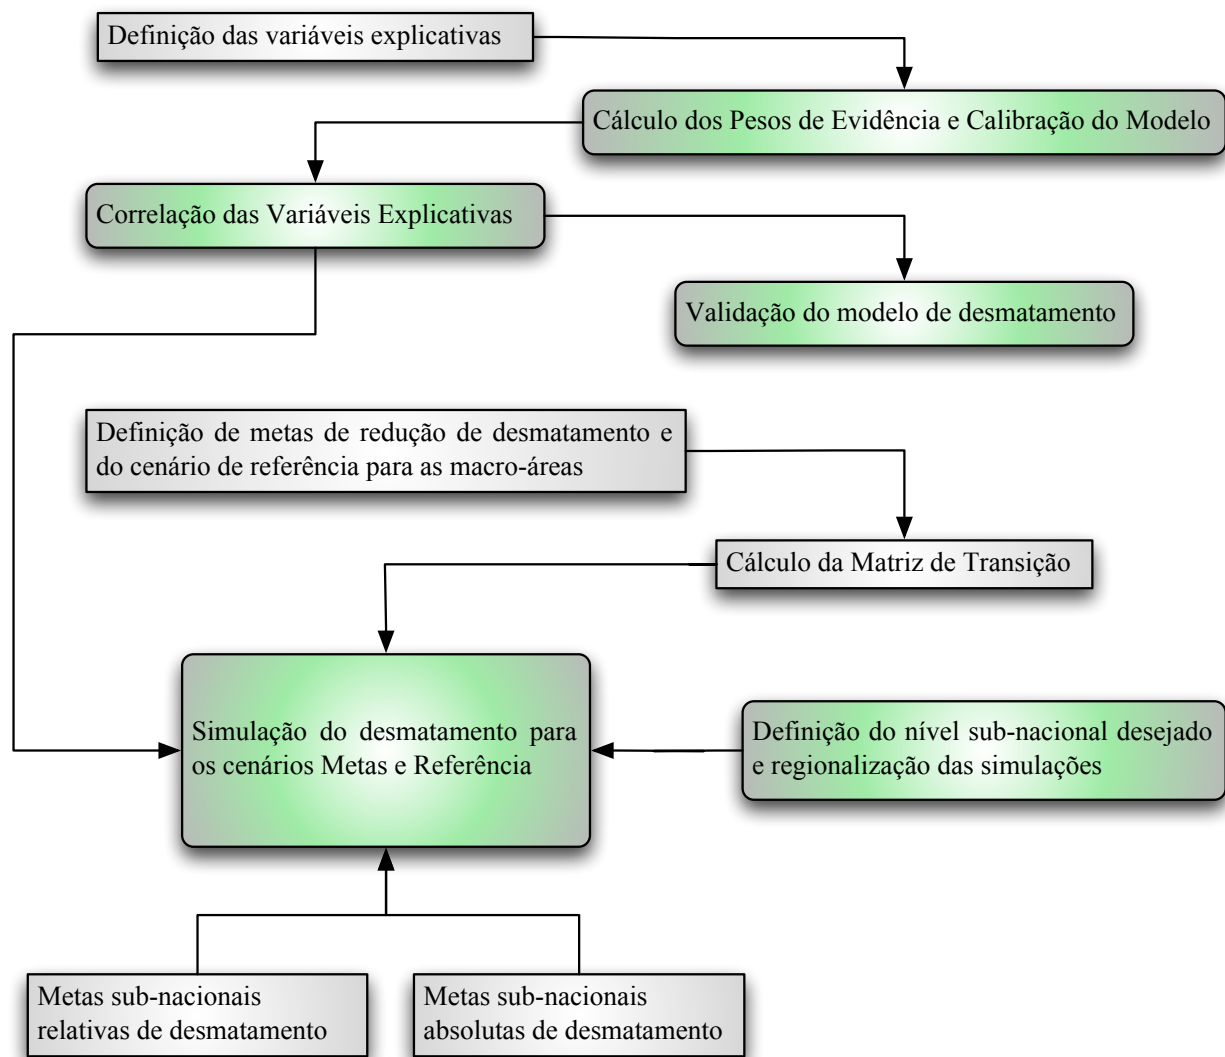 Definição das variáveis explicativas
Cálculo dos Pesos de Evidência e Calibração do Modelo
Correlação das Variáveis Explicativas
Validação do modelo de desmatamento
Definição de metas de redução de desmatamento e
do cenário de referência para as macro-áreas
Cálculo da Matriz de Transição
Simulação do desmatamento para
os cenários Metas e Referência
Definição do nível sub-nacional desejado
e regionalização das simulações
Metas sub-nacionais
relativas de desmatamento
Metas sub-nacionais
absolutas de desmatamento